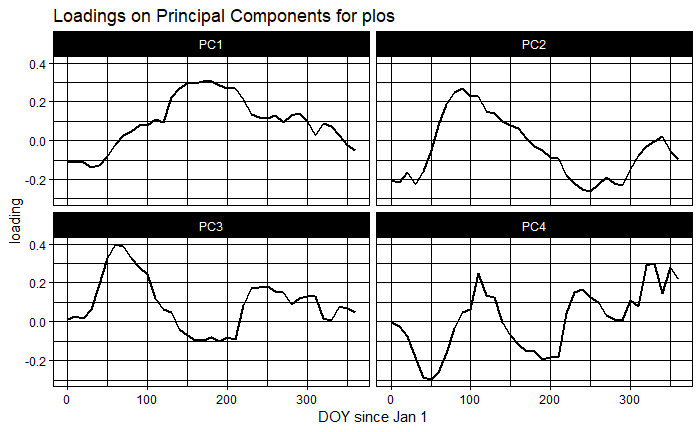 Loadings on Principal Components for plos
PC1
PC2
0.4
0.2
0.0
-0.2
PC3
PC4
0.4
0.2
0.0
-0.2
loading
0
100
200
300
0
100
200
300
DOY since Jan 1